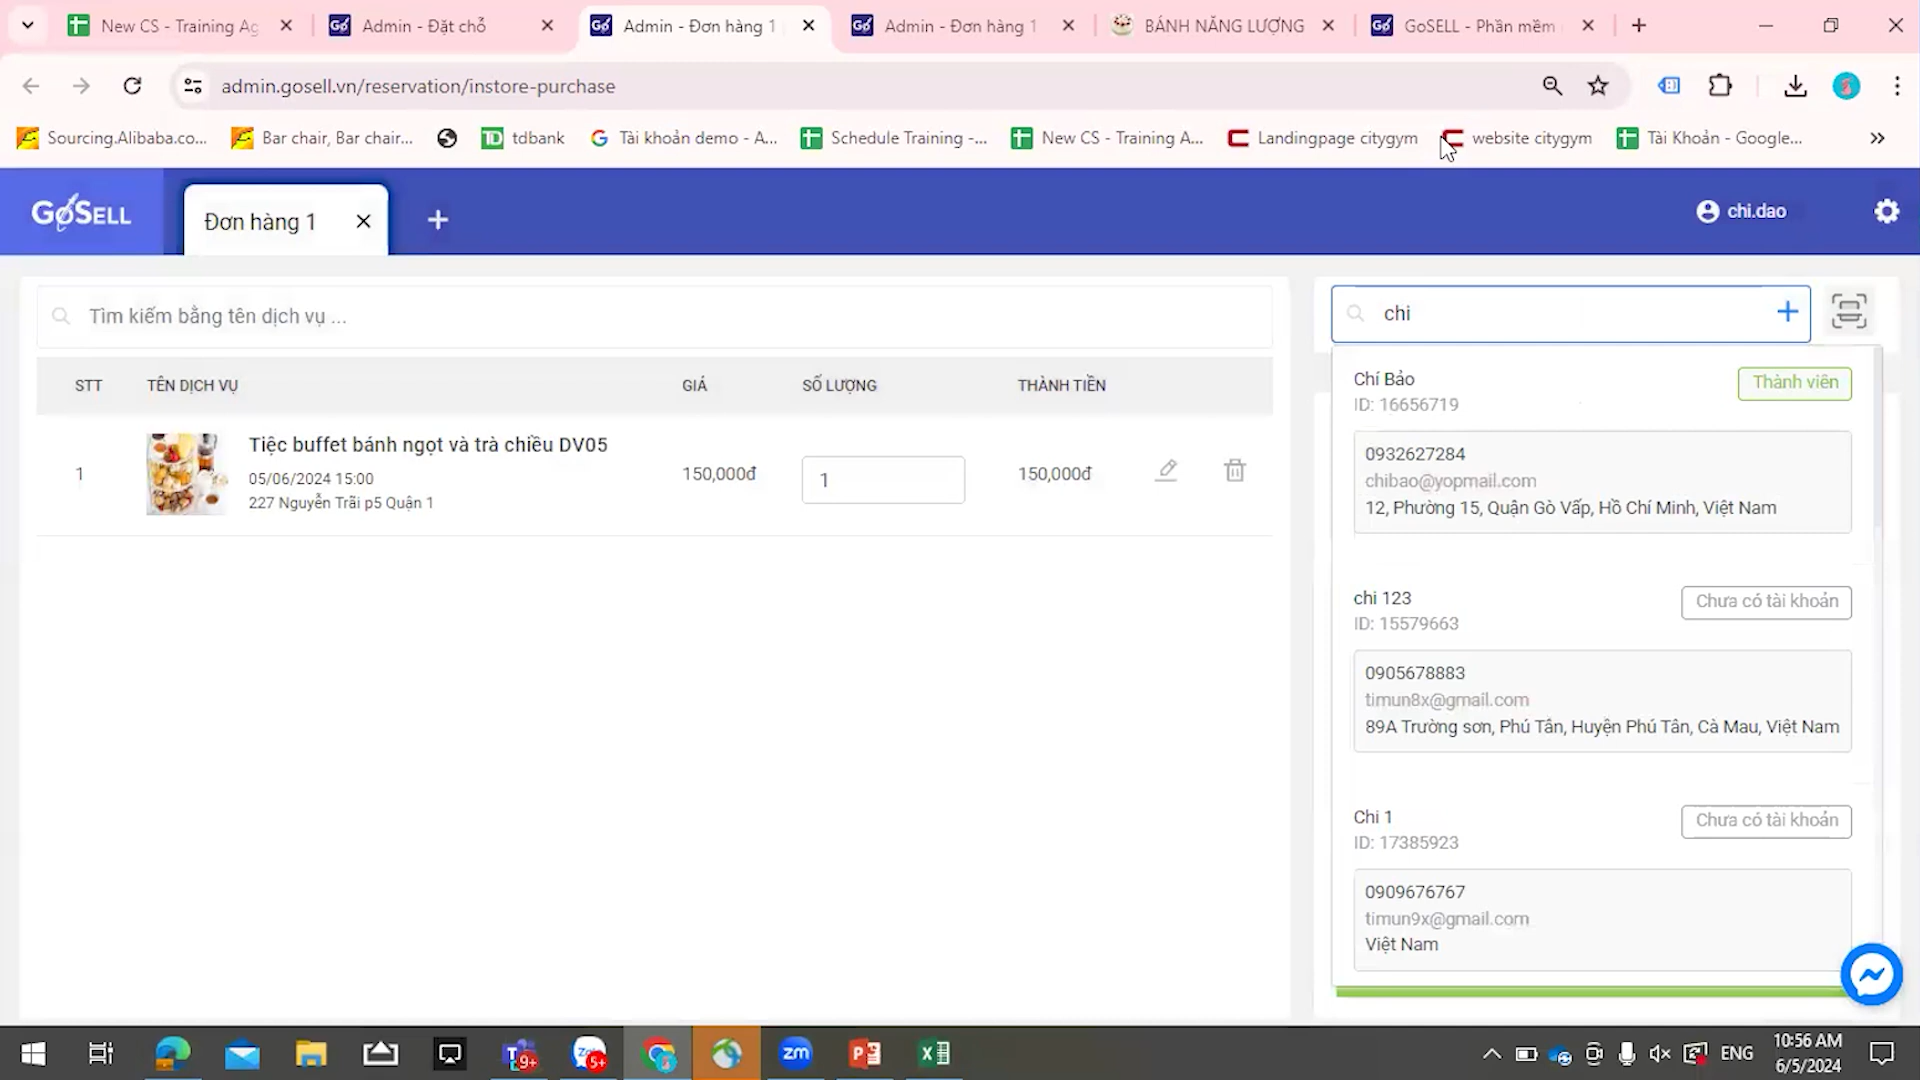 New CS - Training Ag
Admin - Đặt chỗ
Admin - Đơn hàng 1
Admin - Đơn hàng 1
BÁNH NĂNG LƯỢNG
GoSELL - Phần mềm
admin.gosell.vn/reservation/instore-purchase
Sourcing.Alibaba.co...
Bar chair, Bar chair...
tdbank
Tài khoản demo - A...
Schedule Training -...
New CS - Training A...
Landingpage citygym
website citygym
Tài Khoản - Google...
GoSELL
Đơn hàng 1
chi.dao
Tìm kiếm bằng tên dịch vụ ...
chi
STT
TÊN DỊCH VỤ
GIÁ
SỐ LƯỢNG
THÀNH TIỀN
1
Tiệc buffet bánh ngọt và trà chiều DV05
05/06/2024 15:00
227 Nguyễn Trãi p5 Quận 1
150,000đ
1
150,000đ
Chí Bảo
Thành viên
ID: 16656719
0932627284
chibao@yopmail.com
12, Phường 15, Quận Gò Vấp, Hồ Chí Minh, Việt Nam
chi 123
Chưa có tài khoản
ID: 15579663
0905678883
timun8x@gmail.com
89A Trường sơn, Phú Tân, Huyện Phú Tân, Cà Mau, Việt Nam
Chi 1
Chưa có tài khoản
ID: 17385923
0909676767
timun9x@gmail.com
Việt Nam
9+
5+
zm
ENG
10:56 AM
6/5/2024